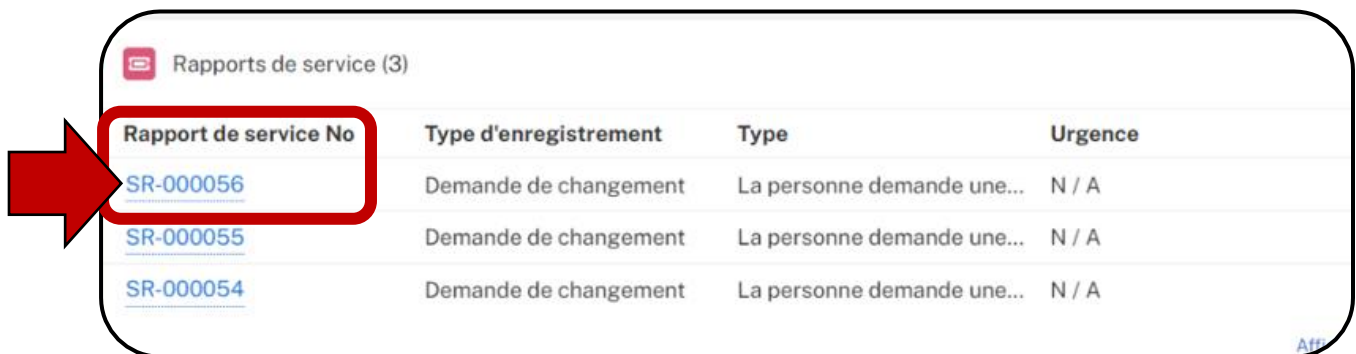 Rapports de service (3)
Rapport de service No Type d'enregistrement Type Urgence
SR-000056 Demande de changement La personne demande une... N / A
SR-000055 Demande de changement La personne demande une... N / A
SR-000054 Demande de changement La personne demande une... N / A